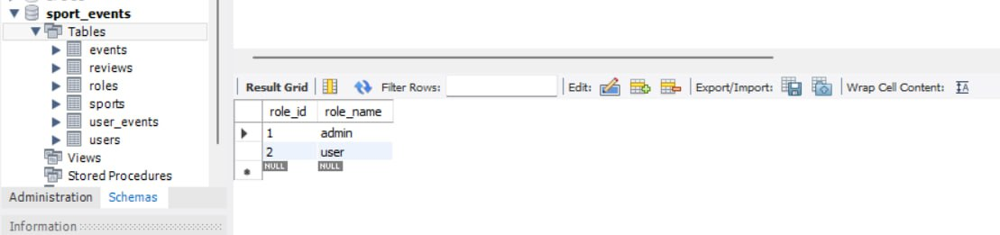 sport_events
Tables
events
reviews
roles
sports
user_events
users
Views
Stored Procedures
Administration Schemas
Information
Result Grid Filter Rows: Edit: Export/Import: Wrap Cell Content:
role_id role_name
1 admin
2 user
NULL NULL